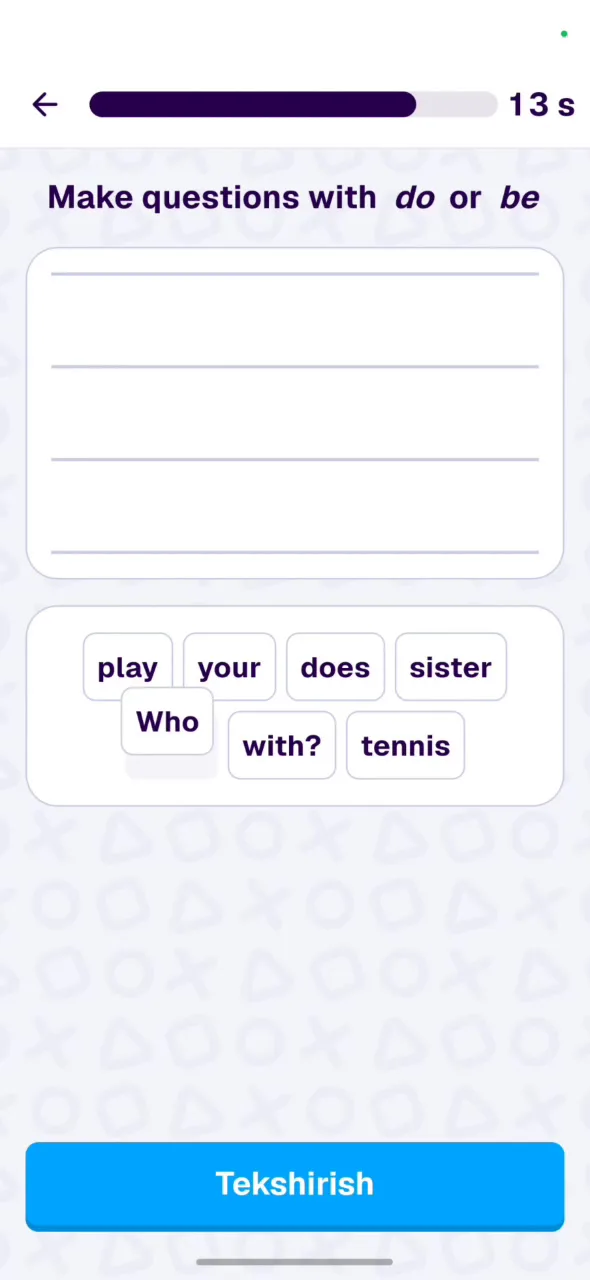 13 s
Make questions with do or be
play your does sister
Who with? tennis
Tekshirish